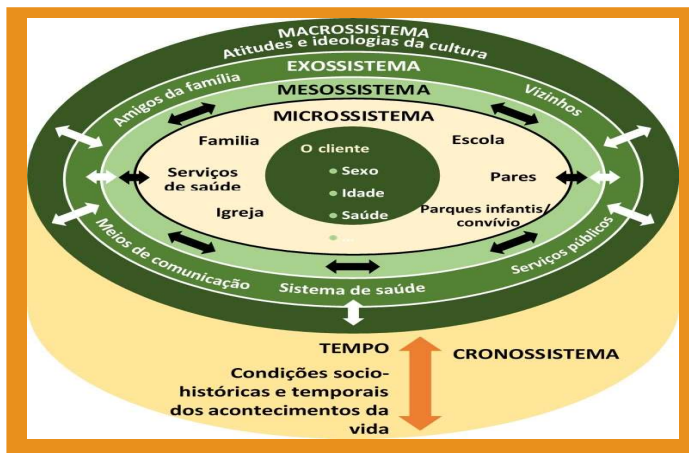 MACROSSISTEMA
Atitudes e ideologias da cultura
EXOSSISTEMA
Amigos da família
Vizinhos
MESOSSISTEMA
MICROSSISTEMA
Familia
Escola
O cliente
Sexo
Serviços
de saúde
Idade
Pares
Igreja
Saúde
Parques infantis/
convívio
...
Meios de comunicação
Sistema de saúde
Serviços públicos
TEMPO
CRONOSSISTEMA
Condições socio-
históricas e temporais
dos acontecimentos da
vida